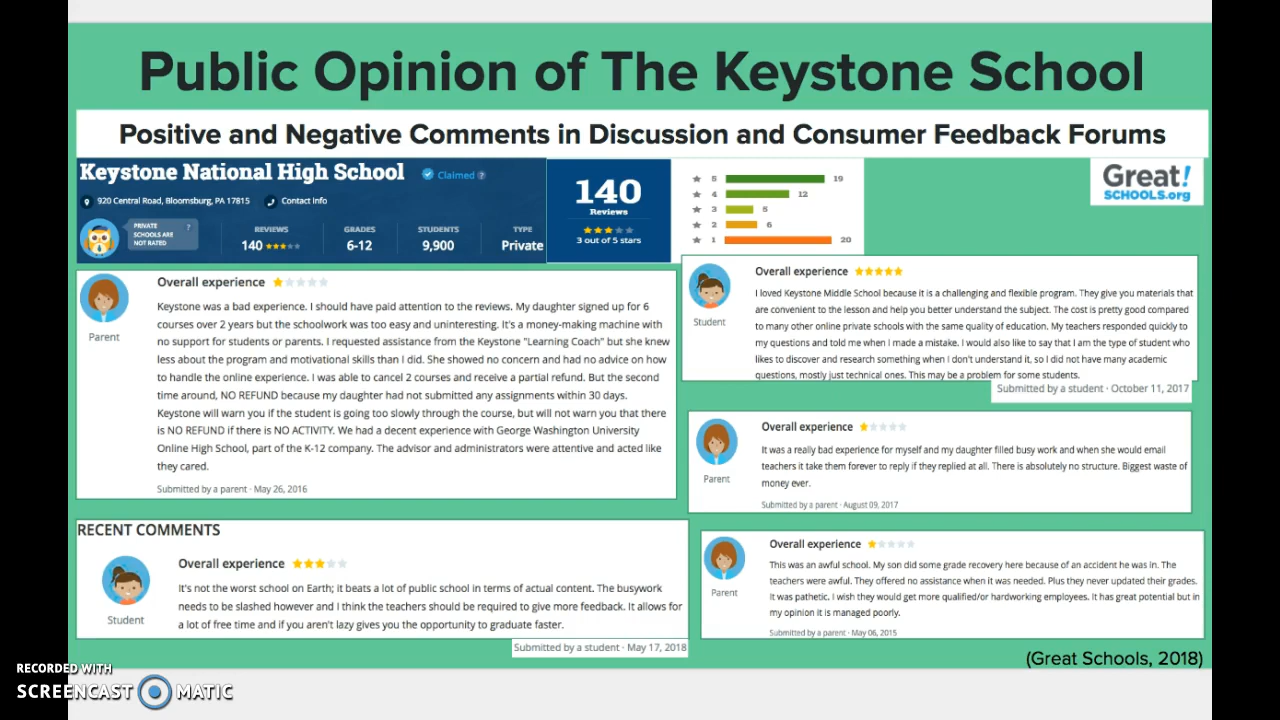 Public Opinion of The Keystone School
Positive and Negative Comments in Discussion and Consumer Feedback Forums
Keystone National High School
Claimed ?
920 Central Road, Bloomsburg, PA 17815
Contact info
PRIVATE
SCHOOLS ARE
NOT RATED
?
REVIEWS
140
GRADES
6-12
STUDENTS
9,900
TYPE
Private
140
Reviews
3 out of 5 stars
5 19
4 12
3 5
2 6
1 20
Great!
SCHOOLS.org
Parent
Overall experience
Keystone was a bad experience. I should have paid attention to the reviews. My daughter signed up for 6
courses over 2 years but the schoolwork was too easy and uninteresting. It's a money-making machine with
no support for students or parents. I requested assistance from the Keystone "Learning Coach" but she knew
less about the program and motivational skills than I did. She showed no concern and had no advice on how
to handle the online experience. I was able to cancel 2 courses and receive a partial refund. But the second
time around, NO REFUND because my daughter had not submitted any assignments within 30 days.
Keystone will warn you if the student is going too slowly through the course, but will not warn you that there
is NO REFUND if there is NO ACTIVITY. We had a decent experience with George Washington University
Online High School, part of the K-12 company. The advisor and administrators were attentive and acted like
they cared.
Submitted by a parent · May 26, 2016
Student
Overall experience
I loved Keystone Middle School because it is a challenging and flexible program. They give you materials that
are convenient to the lesson and help you better understand the subject. The cost is pretty good compared
to many other online private schools with the same quality of education. My teachers responded quickly to
my questions and told me when I made a mistake. I would also like to say that I am the type of student who
likes to discover and research something when I don't understand it, so I did not have many academic
questions, mostly just technical ones. This may be a problem for some students.
Submitted by a student · October 11, 2017
Parent
Overall experience
It was a really bad experience for myself and my daughter filled busy work and when she would email
teachers it take them forever to reply if they replied at all. There is absolutely no structure. Biggest waste of
money ever.
Submitted by a parent · August 09, 2017
RECENT COMMENTS
Student
Overall experience
It's not the worst school on Earth; it beats a lot of public school in terms of actual content. The busywork
needs to be slashed however and I think the teachers should be required to give more feedback. It allows for
a lot of free time and if you aren't lazy gives you the opportunity to graduate faster.
Submitted by a student · May 17, 2018
Parent
Overall experience
This was an awful school. My son did some grade recovery here because of an accident he was in. The
teachers were awful. They offered no assistance when it was needed. Plus they never updated their grades.
It was pathetic. I wish they would get more qualified/or hardworking employees. It has great potential but in
my opinion it is managed poorly.
Submitted by a parent · May 06, 2015
(Great Schools, 2018)
RECORDED WITH
SCREENCAST MATIC